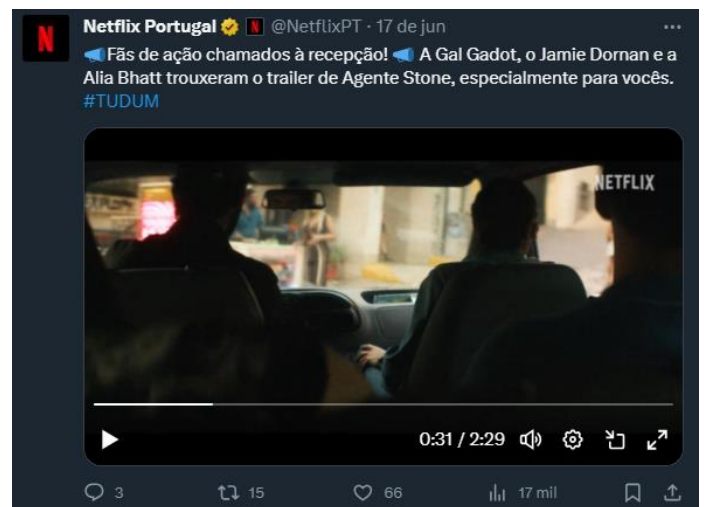 Netflix Portugal @NetflixPT · 17 de jun
📢Fãs de ação chamados à recepção!📢 A Gal Gadot, o Jamie Dornan e a
Alia Bhatt trouxeram o trailer de Agente Stone, especialmente para vocês.
#TUDUM
NETFLIX
0:31 / 2:29
3 15 66 17 mil